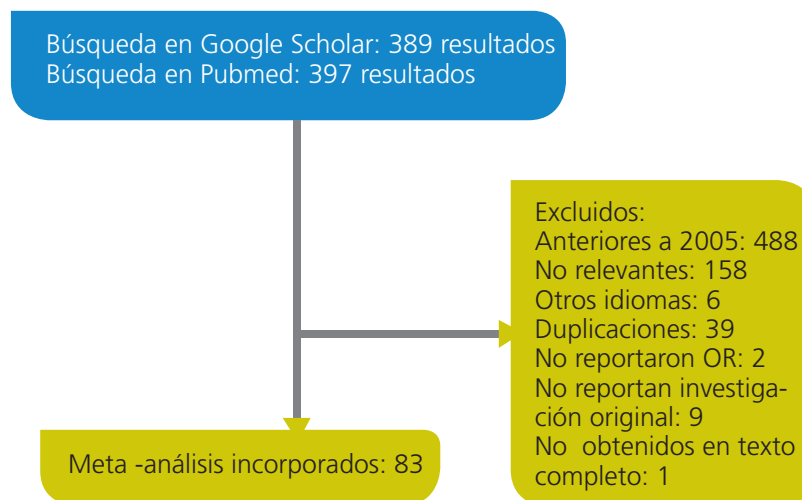 Búsqueda en Google Scholar: 389 resultados
Búsqueda en Pubmed: 397 resultados
Excluidos:
Anteriores a 2005: 488
No relevantes: 158
Otros idiomas: 6
Duplicaciones: 39
No reportaron OR: 2
No reportan investiga-
ción original: 9
No obtenidos en texto
completo: 1
Meta -análisis incorporados: 83